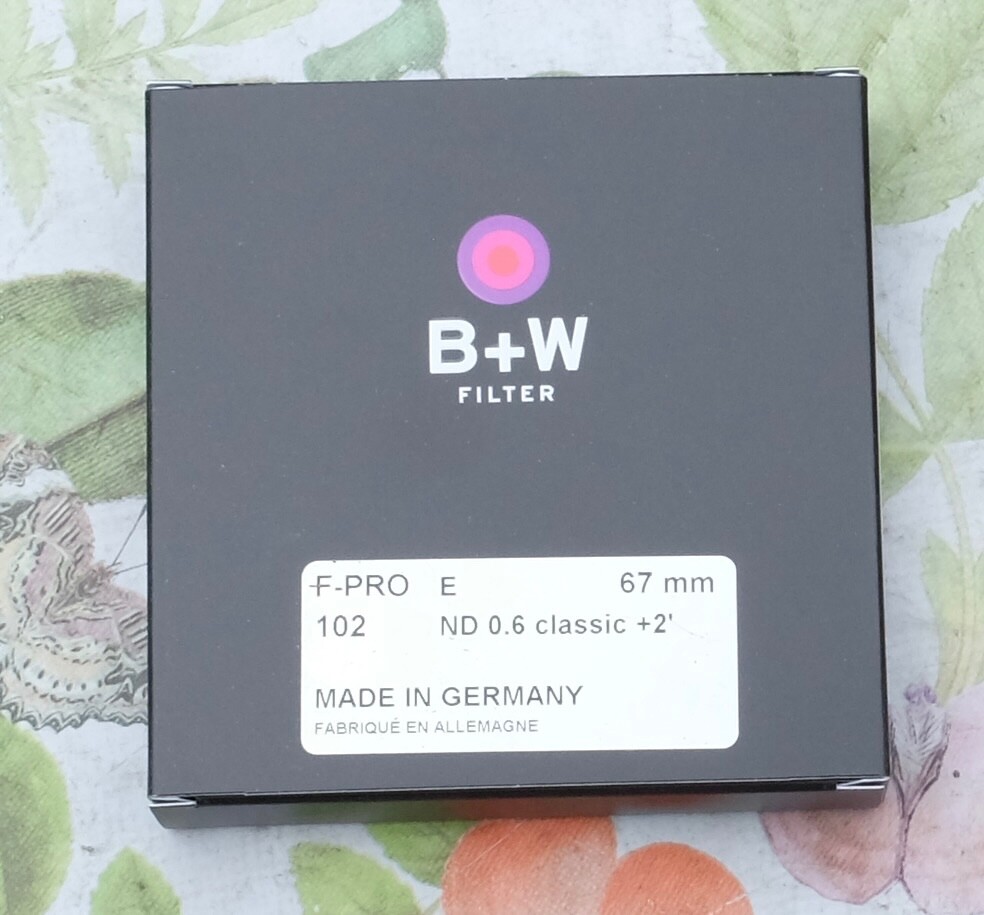 B+W
FILTER
F-PRO E 67 mm
102 ND 0.6 classic +2'
MADE IN GERMANY
FABRIQUÉ EN ALLEMAGNE